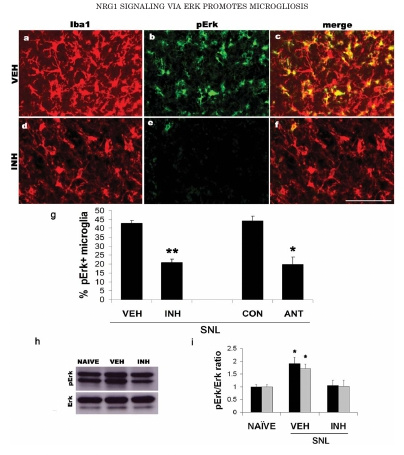 NRG1 SIGNALING VIA ERK PROMOTES MICROGLIOSIS
Iba1 pErk merge
VEH
a b c
INH
d e f
g
% pErk+ microglia
50
45
40
35
30
25
20
15
10
5
0
** *
VEH INH CON ANT
SNL
h
NAIVE VEH INH
pErk
Erk
i
pErk/Erk ratio
2.5
2
1.5
1
0.5
0
* *
NAÏVE VEH INH
SNL